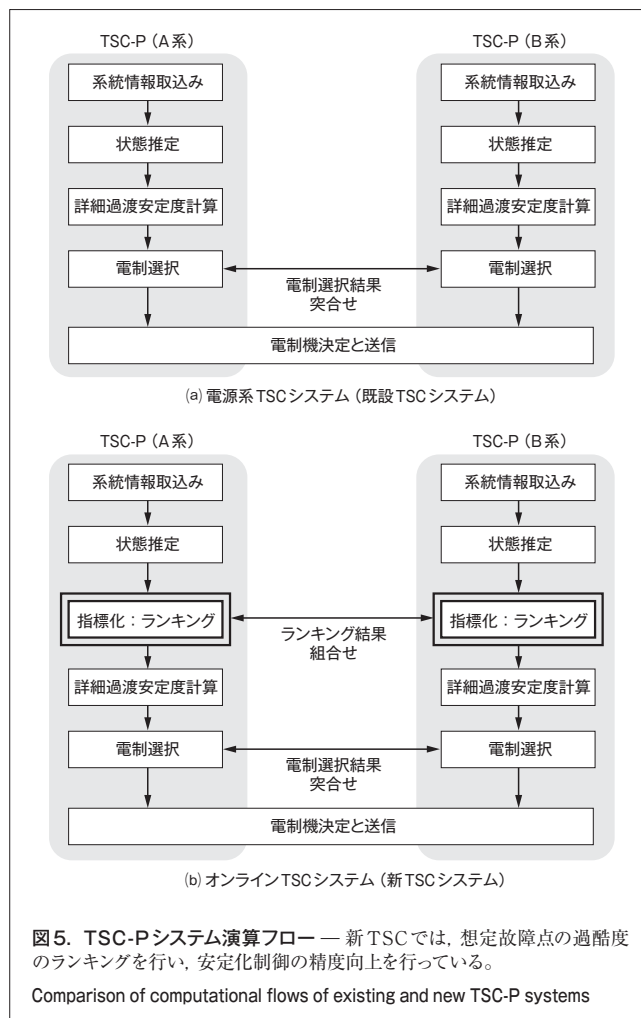 TSC-P（A系） TSC-P（B系）
系統情報取込み 系統情報取込み
状態推定 状態推定
詳細過渡安定度計算 詳細過渡安定度計算
電制選択 電制選択
電制選択結果
突合せ
電制機決定と送信
(a) 電源系TSCシステム（既設TSCシステム）
TSC-P（A系） TSC-P（B系）
系統情報取込み 系統情報取込み
状態推定 状態推定
指標化：ランキング 指標化：ランキング
ランキング結果
組合せ
詳細過渡安定度計算 詳細過渡安定度計算
電制選択 電制選択
電制選択結果
突合せ
電制機決定と送信
(b) オンラインTSCシステム（新TSCシステム）
図5．TSC-Pシステム演算フロー — 新TSCでは，想定故障点の過酷度
のランキングを行い，安定化制御の精度向上を行っている。
Comparison of computational flows of existing and new TSC-P systems